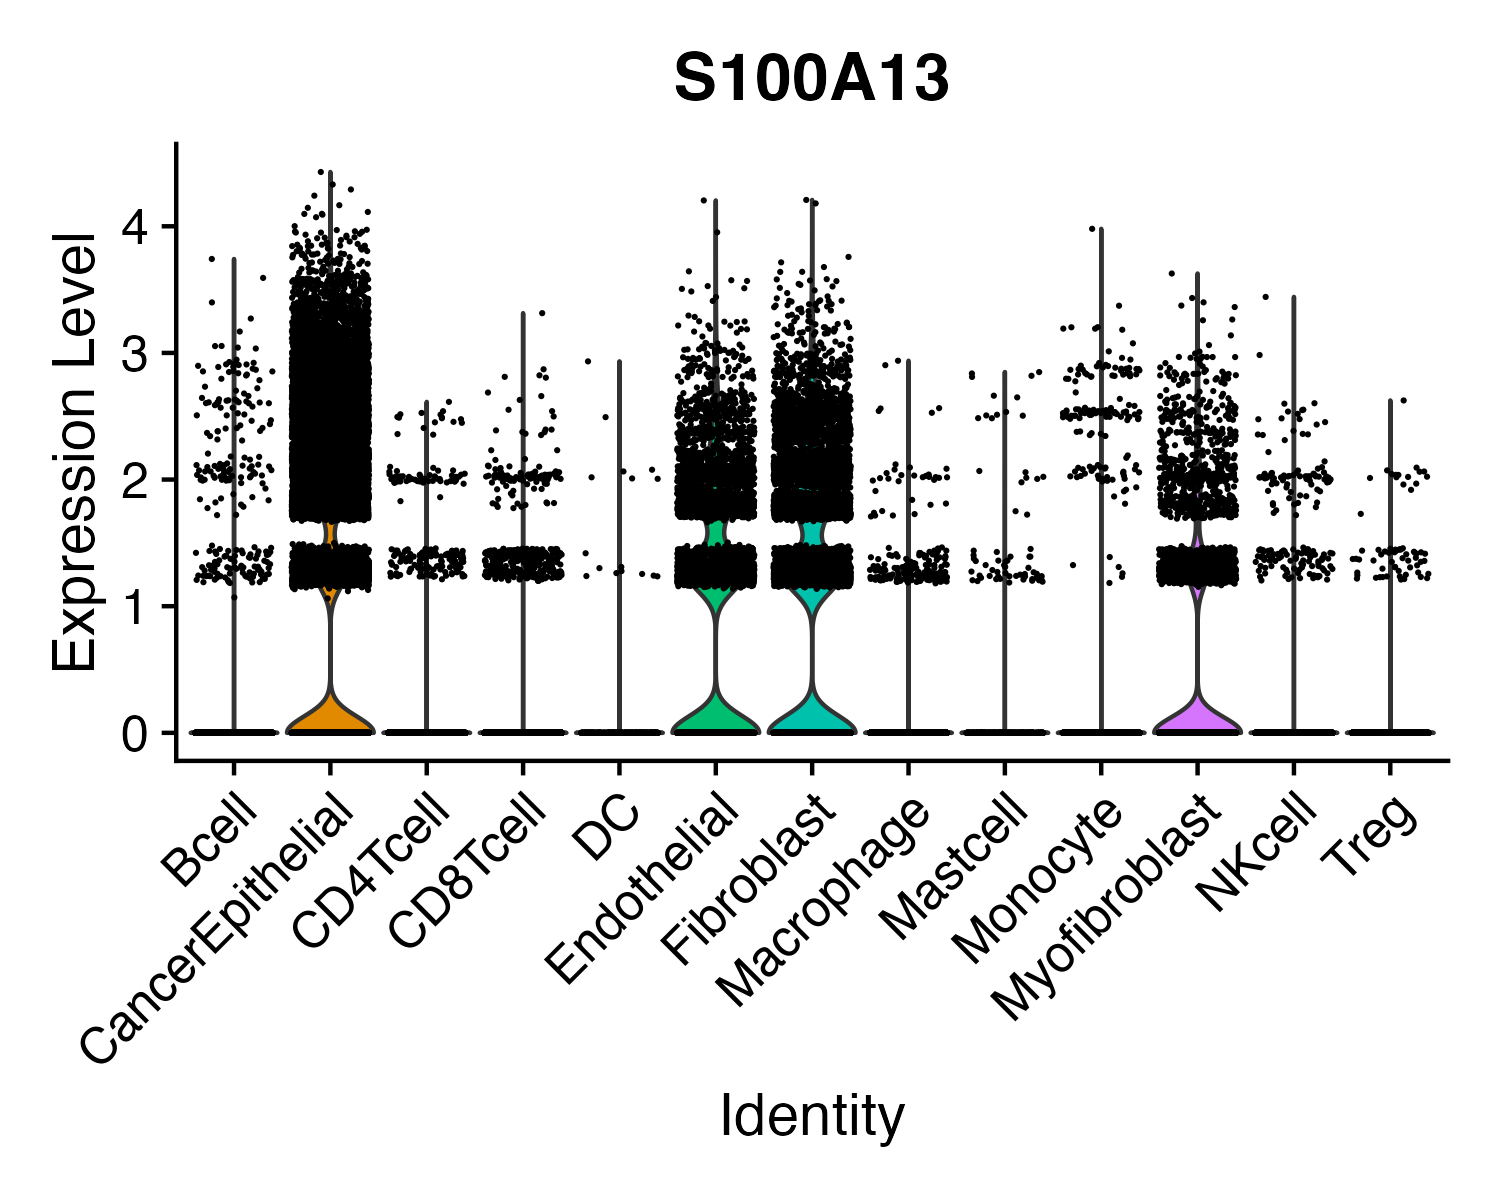 S100A13
Expression Level
4
3
2
1
0
Bcell
CancerEpithelial
CD4Tcell
CD8Tcell
DC
Endothelial
Fibroblast
Macrophage
Mastcell
Monocyte
Myofibroblast
NKcell
Treg
Identity